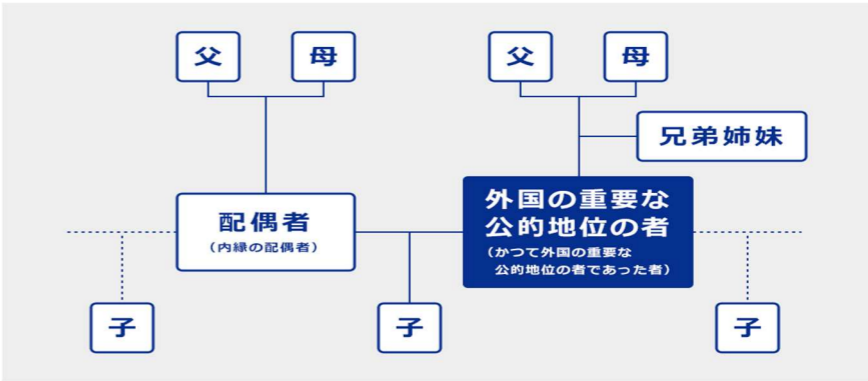 父
母
父
母
兄弟姉妹
配偶者
（内縁の配偶者）
外国の重要な
公的地位の者
（かつて外国の重要な
公的地位の者であった者）
子
子
子